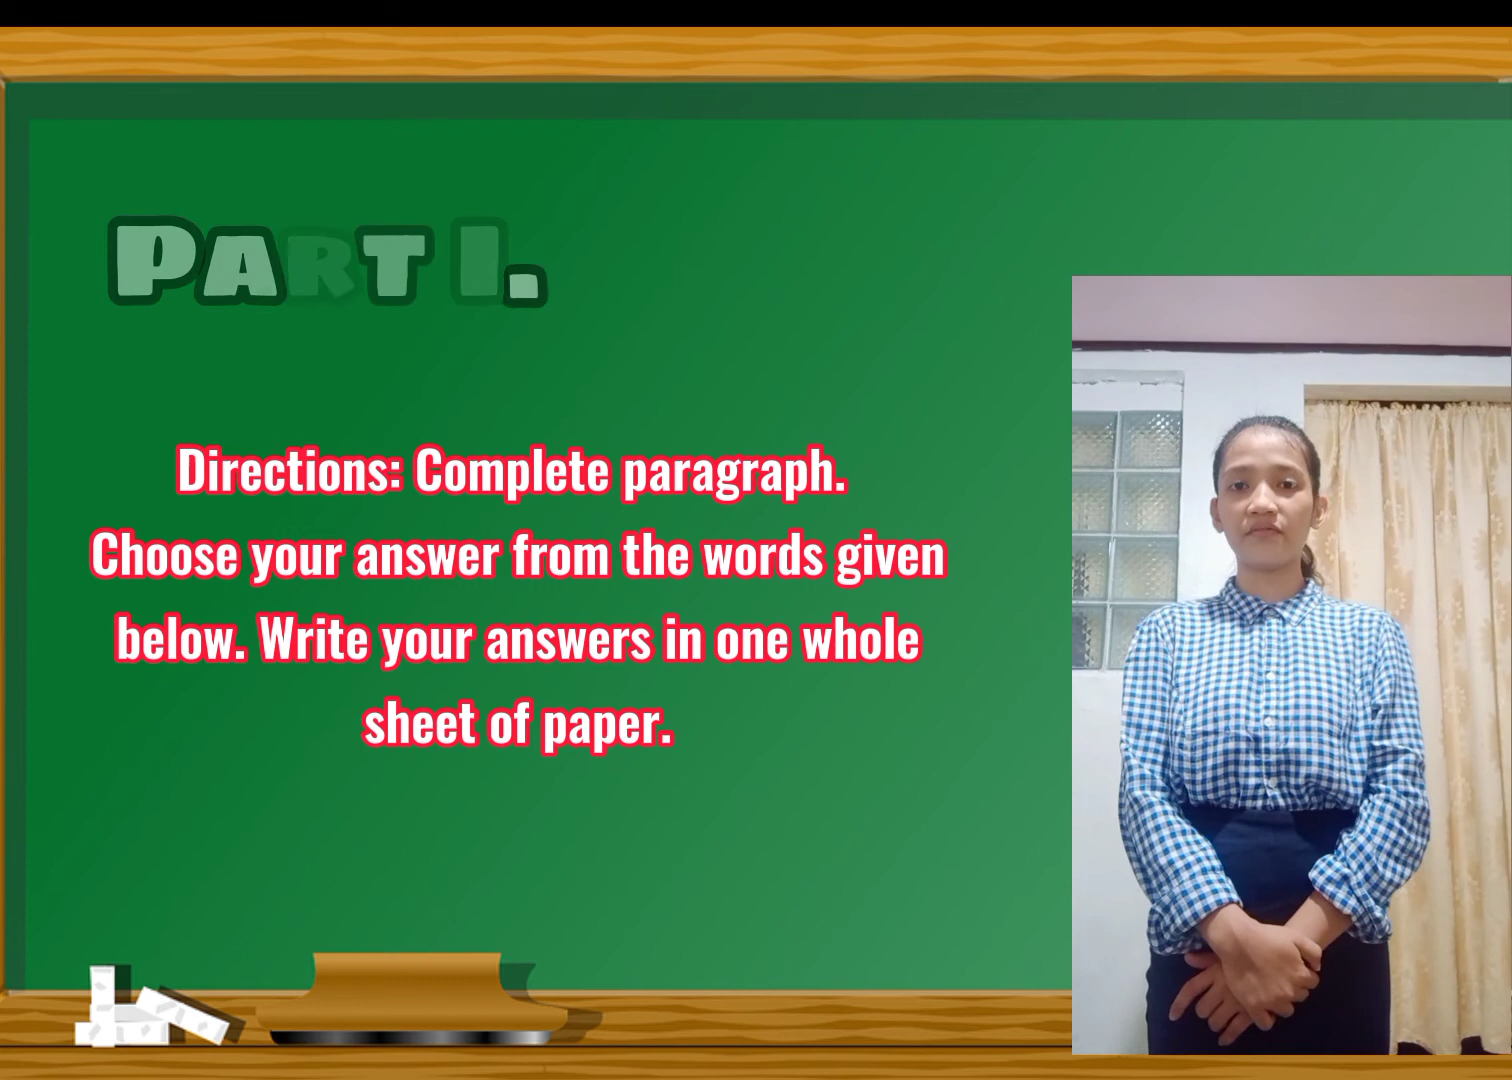 Part I.
Directions: Complete paragraph.
Choose your answer from the words given
below. Write your answers in one whole
sheet of paper.